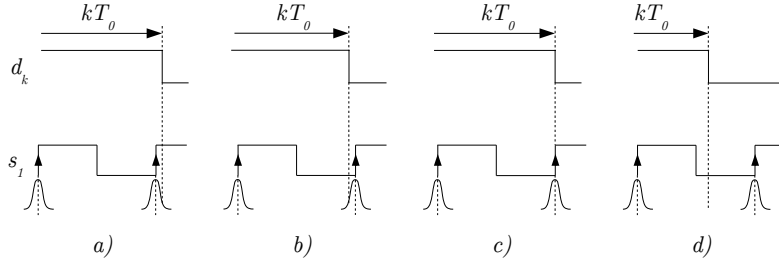 kT₀ kT₀ kT₀ kT₀
dₖ
s₁
a) b) c) d)